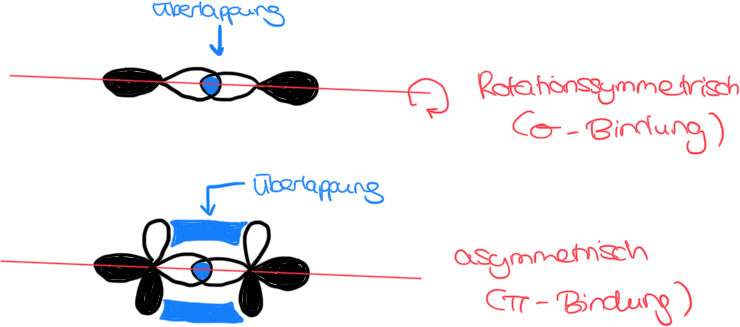 Überlappung
Rotationssymmetrisch
(σ-Bindung)
Überlappung
asymmetrisch
(π-Bindung)